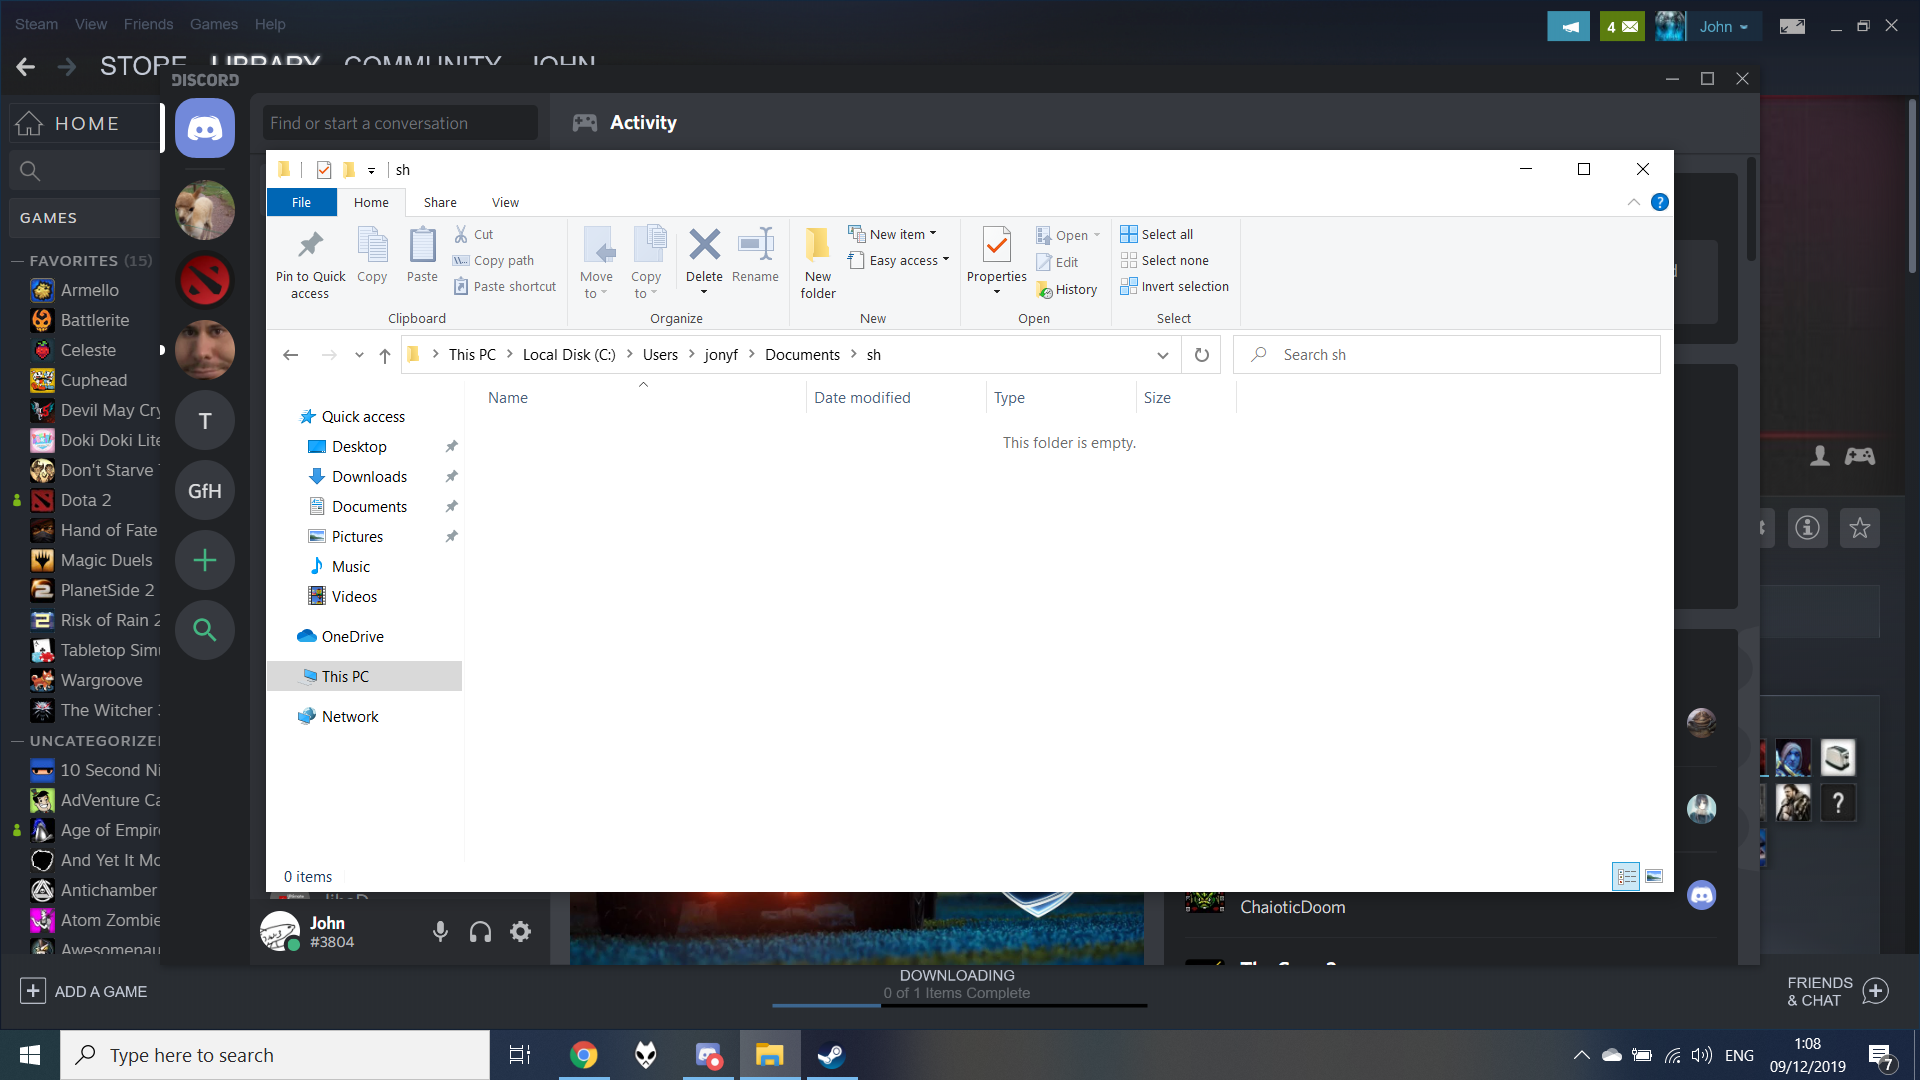 Steam View Friends Games Help
4
John
STORE LIBRARY COMMUNITY JOHN
DISCORD
HOME
Find or start a conversation
Activity
GAMES
— FAVORITES (15)
Armello
Battlerite
Celeste
Cuphead
Devil May Cry
Doki Doki Lite
Don't Starve
Dota 2
Hand of Fate
Magic Duels
PlanetSide 2
Risk of Rain 2
Tabletop Simu
Wargroove
The Witcher 3
— UNCATEGORIZE
10 Second Ni
AdVenture Ca
Age of Empir
And Yet It Mo
Antichamber
Atom Zombie
Awesomenau
T
GfH
sh
File Home Share View
Pin to Quick access
Copy
Paste
Cut
Copy path
Paste shortcut
Clipboard
Move to
Copy to
Delete
Rename
Organize
New folder
New item
Easy access
New
Properties
Open
Edit
History
Open
Select all
Select none
Invert selection
Select
This PC > Local Disk (C:) > Users > jonyf > Documents > sh
Search sh
Name Date modified Type Size
This folder is empty.
Quick access
Desktop
Downloads
Documents
Pictures
Music
Videos
OneDrive
This PC
Network
0 items
John
#3804
ChaioticDoom
ADD A GAME
DOWNLOADING
0 of 1 Items Complete
FRIENDS
& CHAT
Type here to search
ENG
1:08
09/12/2019
7